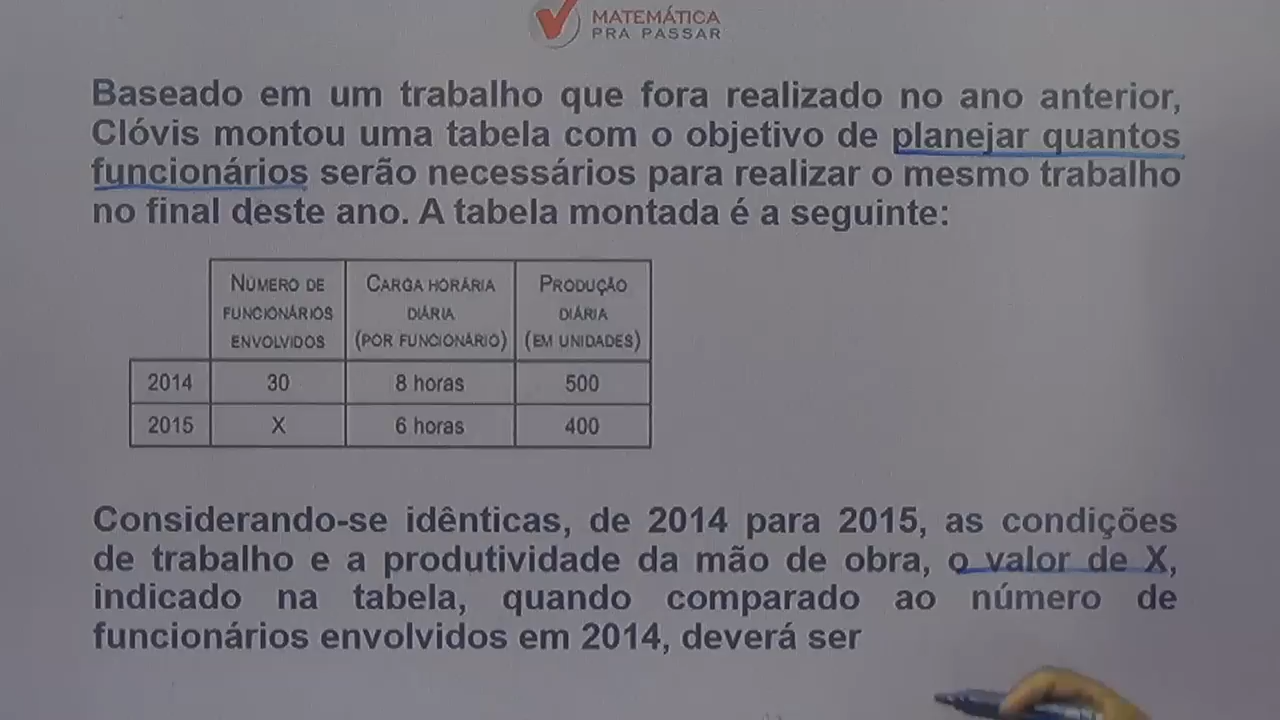 MATEMÁTICA
PRA PASSAR
Baseado em um trabalho que fora realizado no ano anterior,
Clóvis montou uma tabela com o objetivo de planejar quantos
funcionários serão necessários para realizar o mesmo trabalho
no final deste ano. A tabela montada é a seguinte:
NÚMERO DE FUNCIONÁRIOS ENVOLVIDOS
CARGA HORÁRIA DIÁRIA (POR FUNCIONÁRIO)
PRODUÇÃO DIÁRIA (EM UNIDADES)
2014 30 8 horas 500
2015 X 6 horas 400
Considerando-se idênticas, de 2014 para 2015, as condições
de trabalho e a produtividade da mão de obra, o valor de X,
indicado na tabela, quando comparado ao número de
funcionários envolvidos em 2014, deverá ser